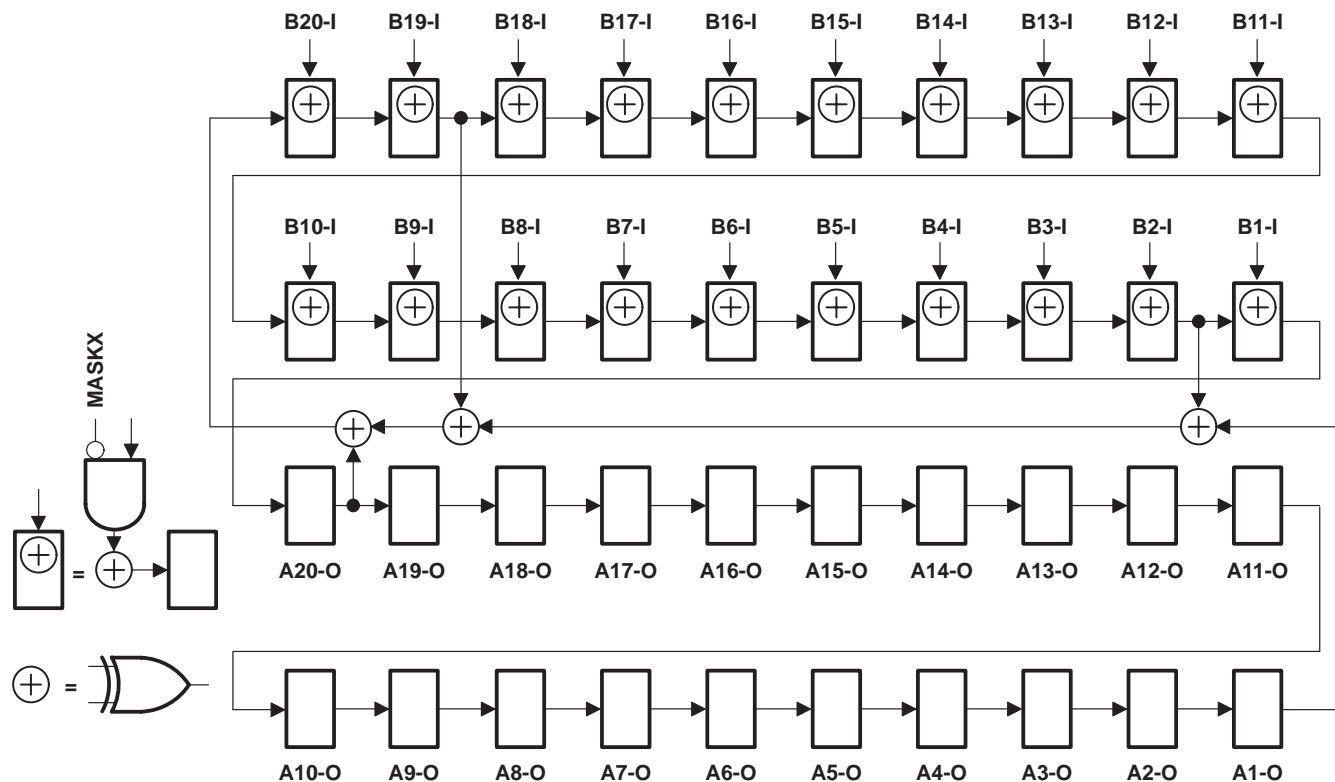 B20-I B19-I B18-I B17-I B16-I B15-I B14-I B13-I B12-I B11-I
B10-I B9-I B8-I B7-I B6-I B5-I B4-I B3-I B2-I B1-I
MASKX
A20-O A19-O A18-O A17-O A16-O A15-O A14-O A13-O A12-O A11-O
=
=
A10-O A9-O A8-O A7-O A6-O A5-O A4-O A3-O A2-O A1-O